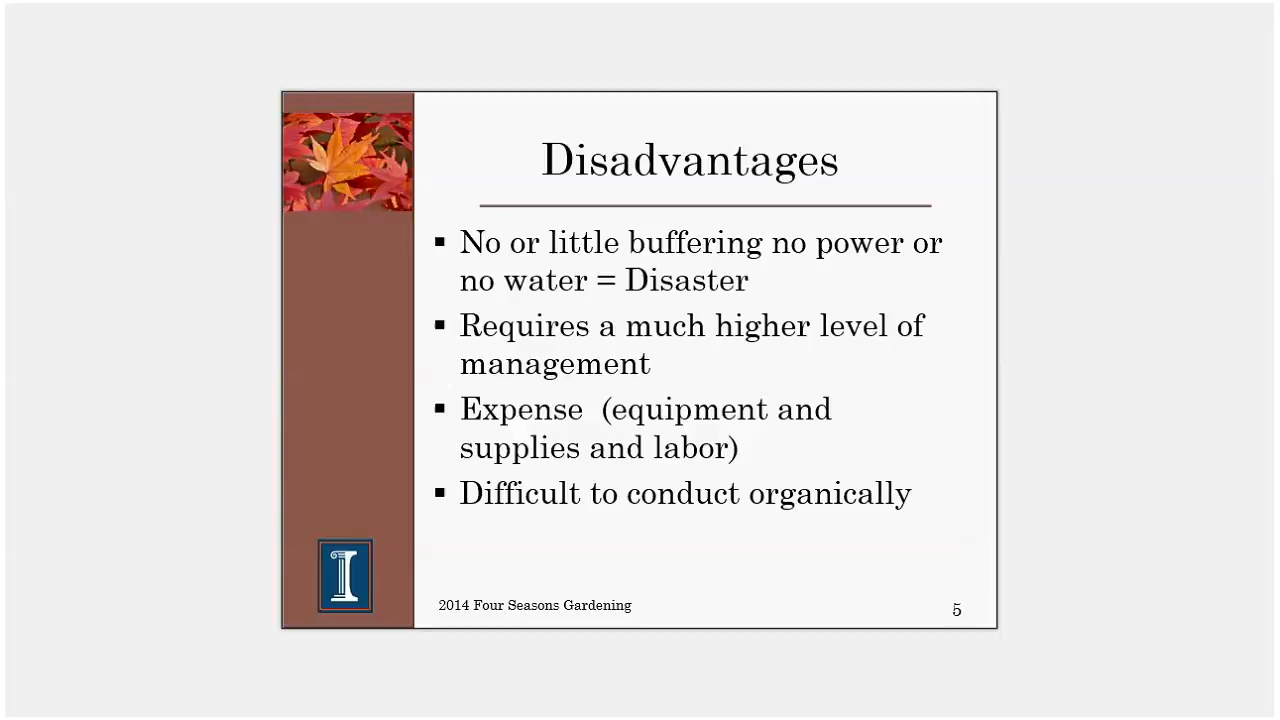 Disadvantages
▪ No or little buffering no power or
no water = Disaster
▪ Requires a much higher level of
management
▪ Expense  (equipment and
supplies and labor)
▪ Difficult to conduct organically
I
2014 Four Seasons Gardening
5